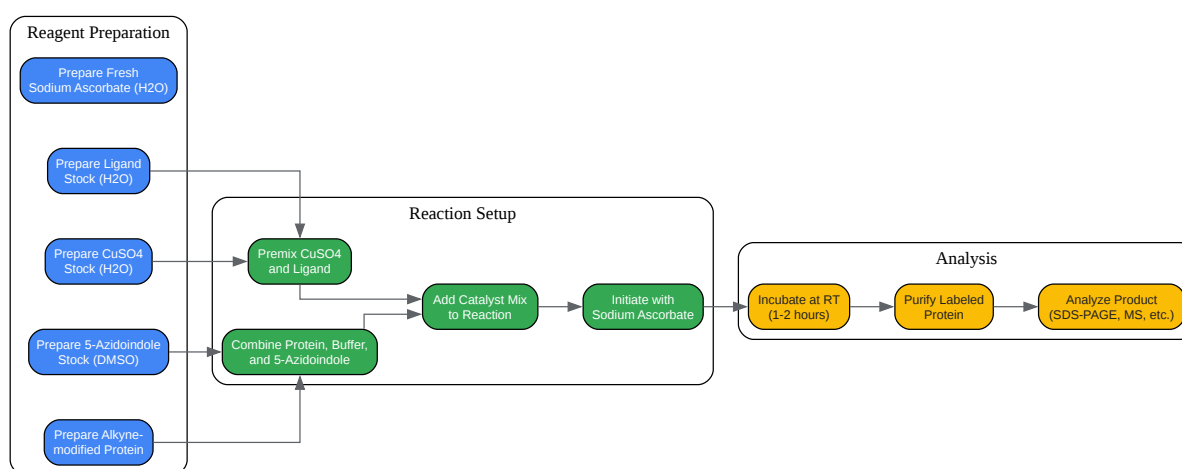 Reagent Preparation
Prepare Fresh
Sodium Ascorbate (H2O)
Prepare Ligand
Stock (H2O)
Prepare CuSO4
Stock (H2O)
Prepare 5-Azidoindole
Stock (DMSO)
Prepare Alkyne-
modified Protein
Reaction Setup
Premix CuSO4
and Ligand
Combine Protein, Buffer,
and 5-Azidoindole
Add Catalyst Mix
to Reaction
Initiate with
Sodium Ascorbate
Analysis
Incubate at RT
(1-2 hours)
Purify Labeled
Protein
Analyze Product
(SDS-PAGE, MS, etc.)